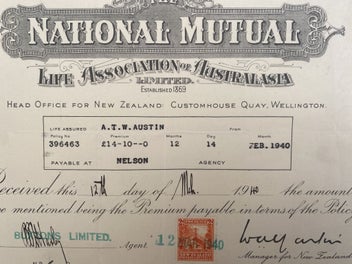 THE
NATIONAL MUTUAL
LIFE ASSOCIATION OF AUSTRALASIA
LIMITED.
ESTABLISHED 1869
HEAD OFFICE FOR NEW ZEALAND: CUSTOMHOUSE QUAY, WELLINGTON.
LIFE ASSURED A.T.W.AUSTIN From
Policy No Premium Months Day Month
396463 £14-10--0 12 14 FEB.1940
PAYABLE AT NELSON AGENCY
Received this 12th day of Mch 1940 the amount
mentioned being the Premium payable in terms of the Polic
LIMITED. Agent 12 1940
Manager for New Zealand